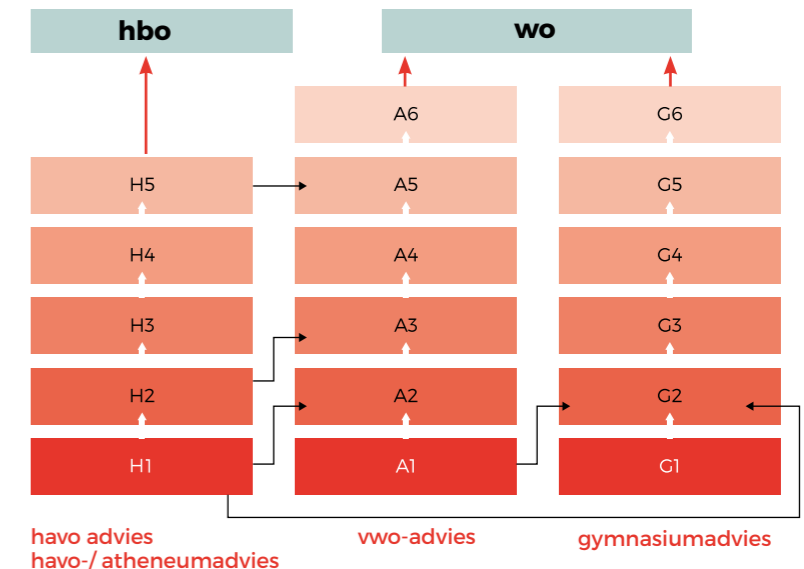 hbo
wo
A6
G6
H5
A5
G5
H4
A4
G4
H3
A3
G3
H2
A2
G2
H1
A1
G1
havo advies
havo-/ atheneumadvies
vwo-advies
gymnasiumadvies